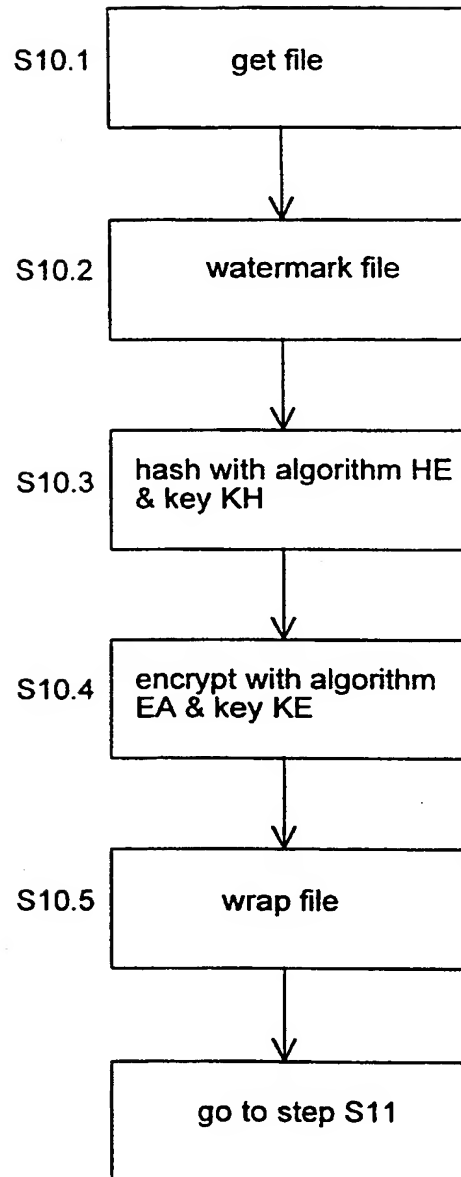 S10.1
get file
S10.2
watermark file
S10.3
hash with algorithm HE
& key KH
S10.4
encrypt with algorithm
EA & key KE
S10.5
wrap file
go to step S11